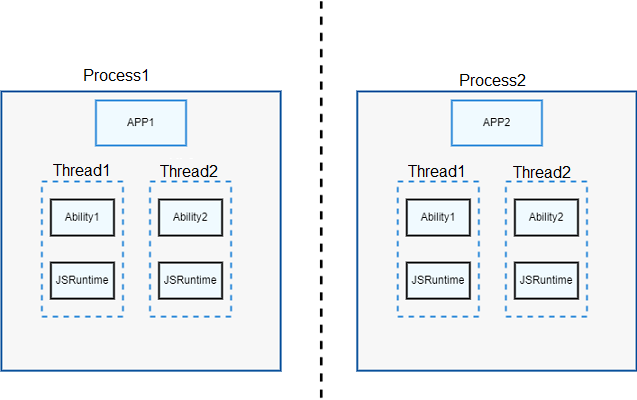 Process1
APP1
Thread1
Thread2
Ability1
Ability2
JSRuntime
JSRuntime
Process2
APP2
Thread1
Thread2
Ability1
Ability2
JSRuntime
JSRuntime